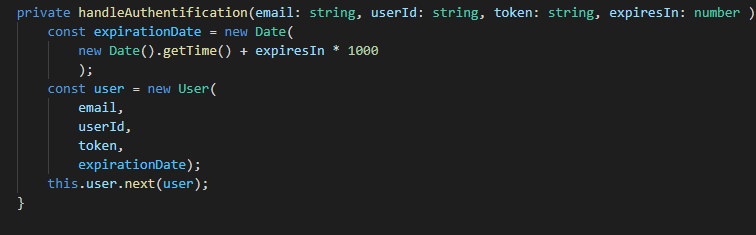 private handleAuthentification(email: string, userId: string, token: string, expiresIn: number )
const expirationDate = new Date(
new Date().getTime() + expiresIn * 1000
);
const user = new User(
email,
userId,
token,
expirationDate);
this.user.next(user);
}